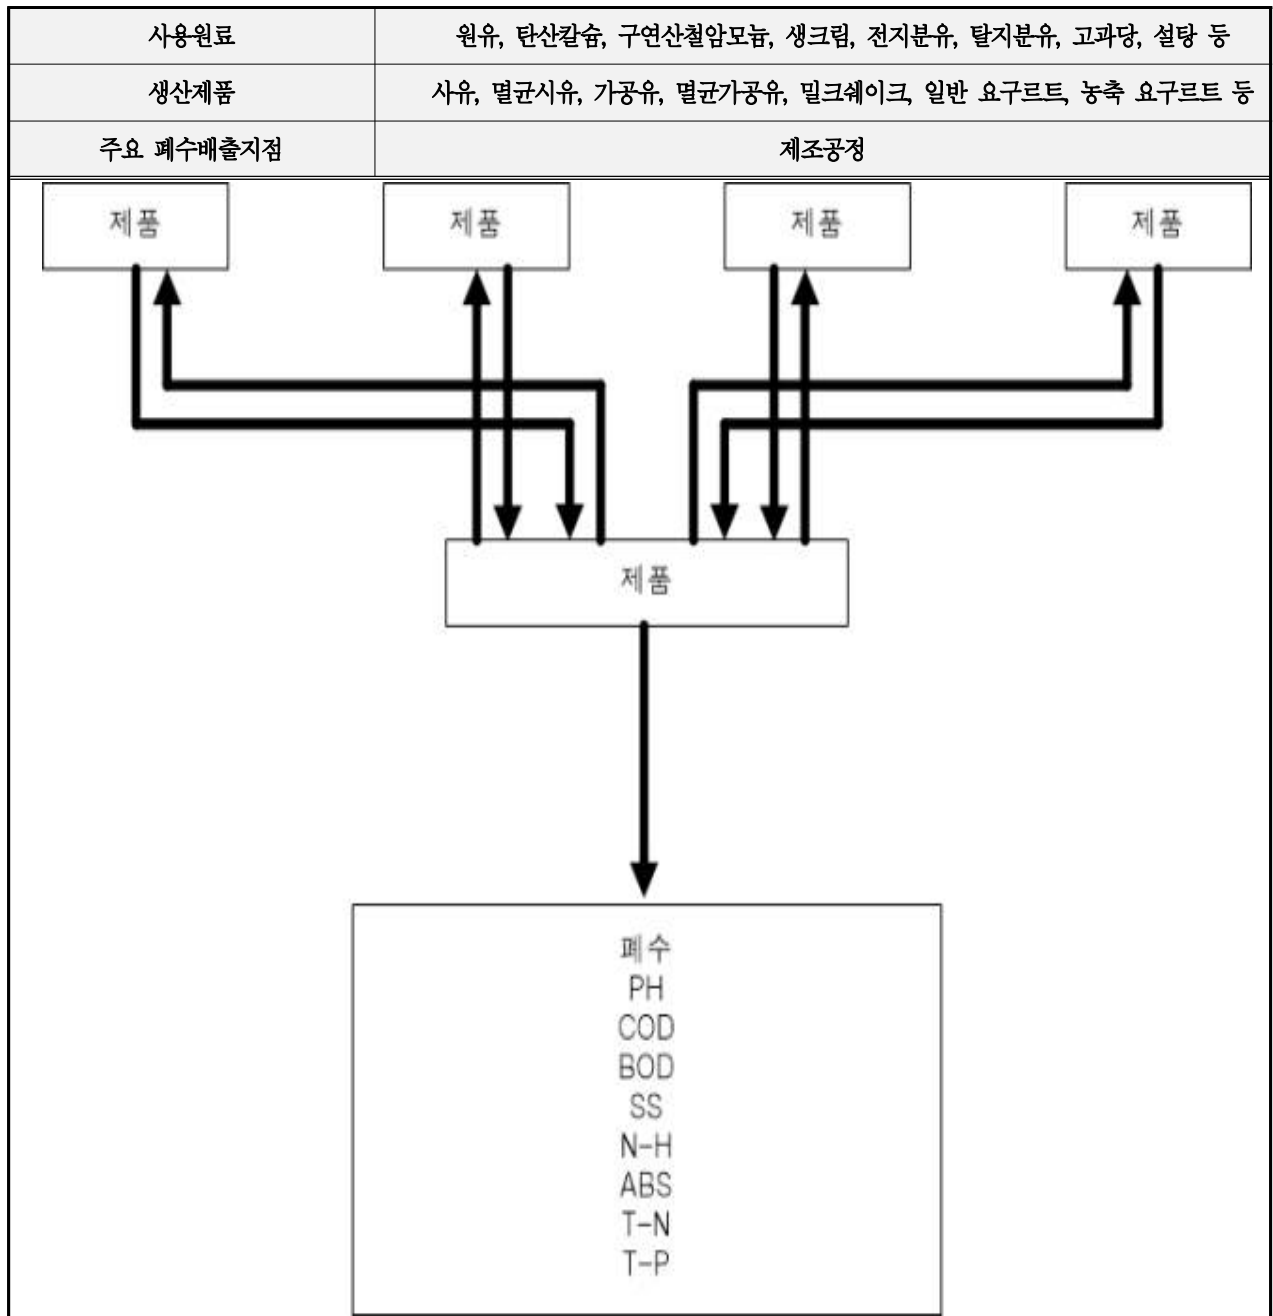 사용원료
원유, 탄산칼슘, 구연산철암모늄, 생크림, 전지분유, 탈지분유, 고과당, 설탕 등
생산제품
사유, 멸균시유, 가공유, 멸균가공유, 밀크쉐이크, 일반 요구르트, 농축 요구르트 등
주요 폐수배출지점
제조공정
제품
제품
제품
제품
제품
폐수
PH
COD
BOD
SS
N-H
ABS
T-N
T-P